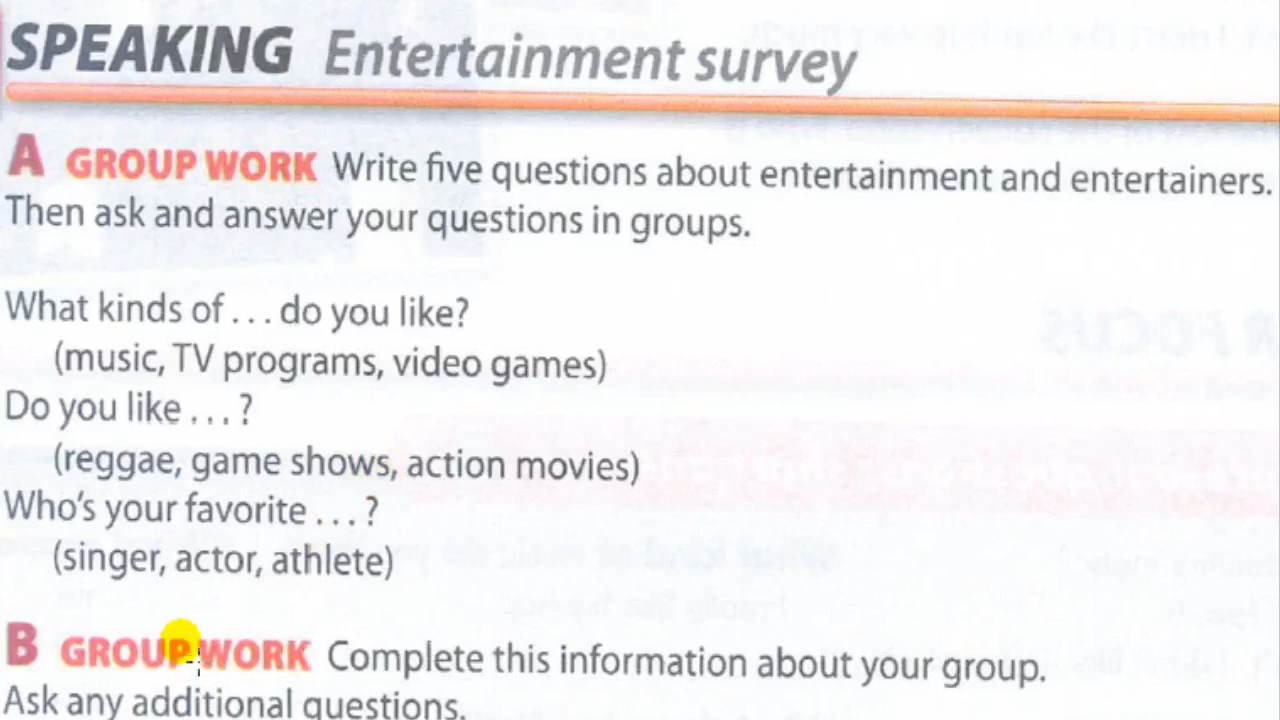 SPEAKING Entertainment survey
A GROUP WORK Write five questions about entertainment and entertainers.
Then ask and answer your questions in groups.
What kinds of . . . do you like?
(music, TV programs, video games)
Do you like . . . ?
(reggae, game shows, action movies)
Who's your favorite . . . ?
(singer, actor, athlete)
B GROUP WORK Complete this information about your group.
Ask any additional questions.